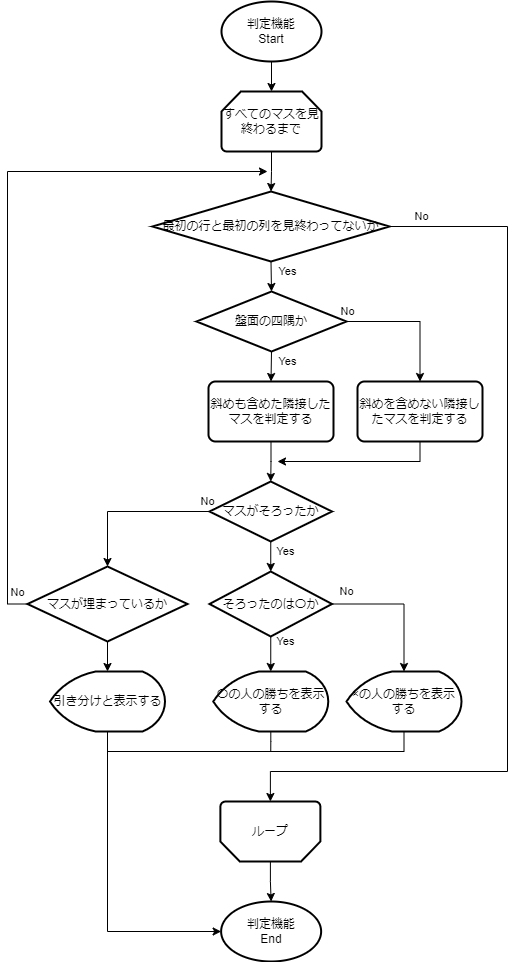 判定機能
Start
すべてのマスを見
終わるまで
最初の行と最初の列を見終わってないか
No
Yes
盤面の四隅か
No
Yes
斜めも含めた隣接した
マスを判定する
斜めを含めない隣接し
たマスを判定する
マスがそろったか
No
Yes
マスが埋まっているか
No
そろったのは〇か
No
Yes
引き分けと表示する
〇の人の勝ちを表示
する
×の人の勝ちを表示
する
ループ
判定機能
End